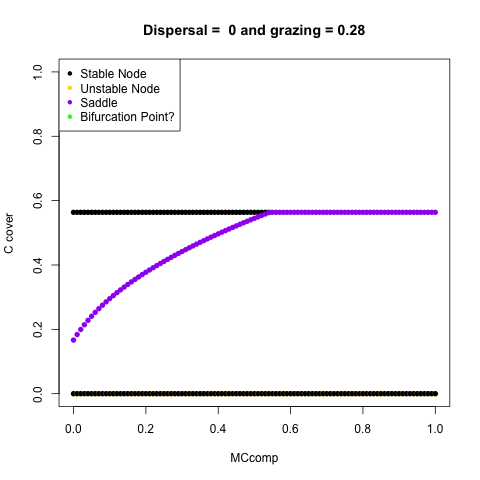 Dispersal =  0 and grazing = 0.28
Stable Node
Unstable Node
Saddle
Bifurcation Point?
1.0
0.8
0.6
0.4
0.2
0.0
C cover
0.0 0.2 0.4 0.6 0.8 1.0
MCcomp